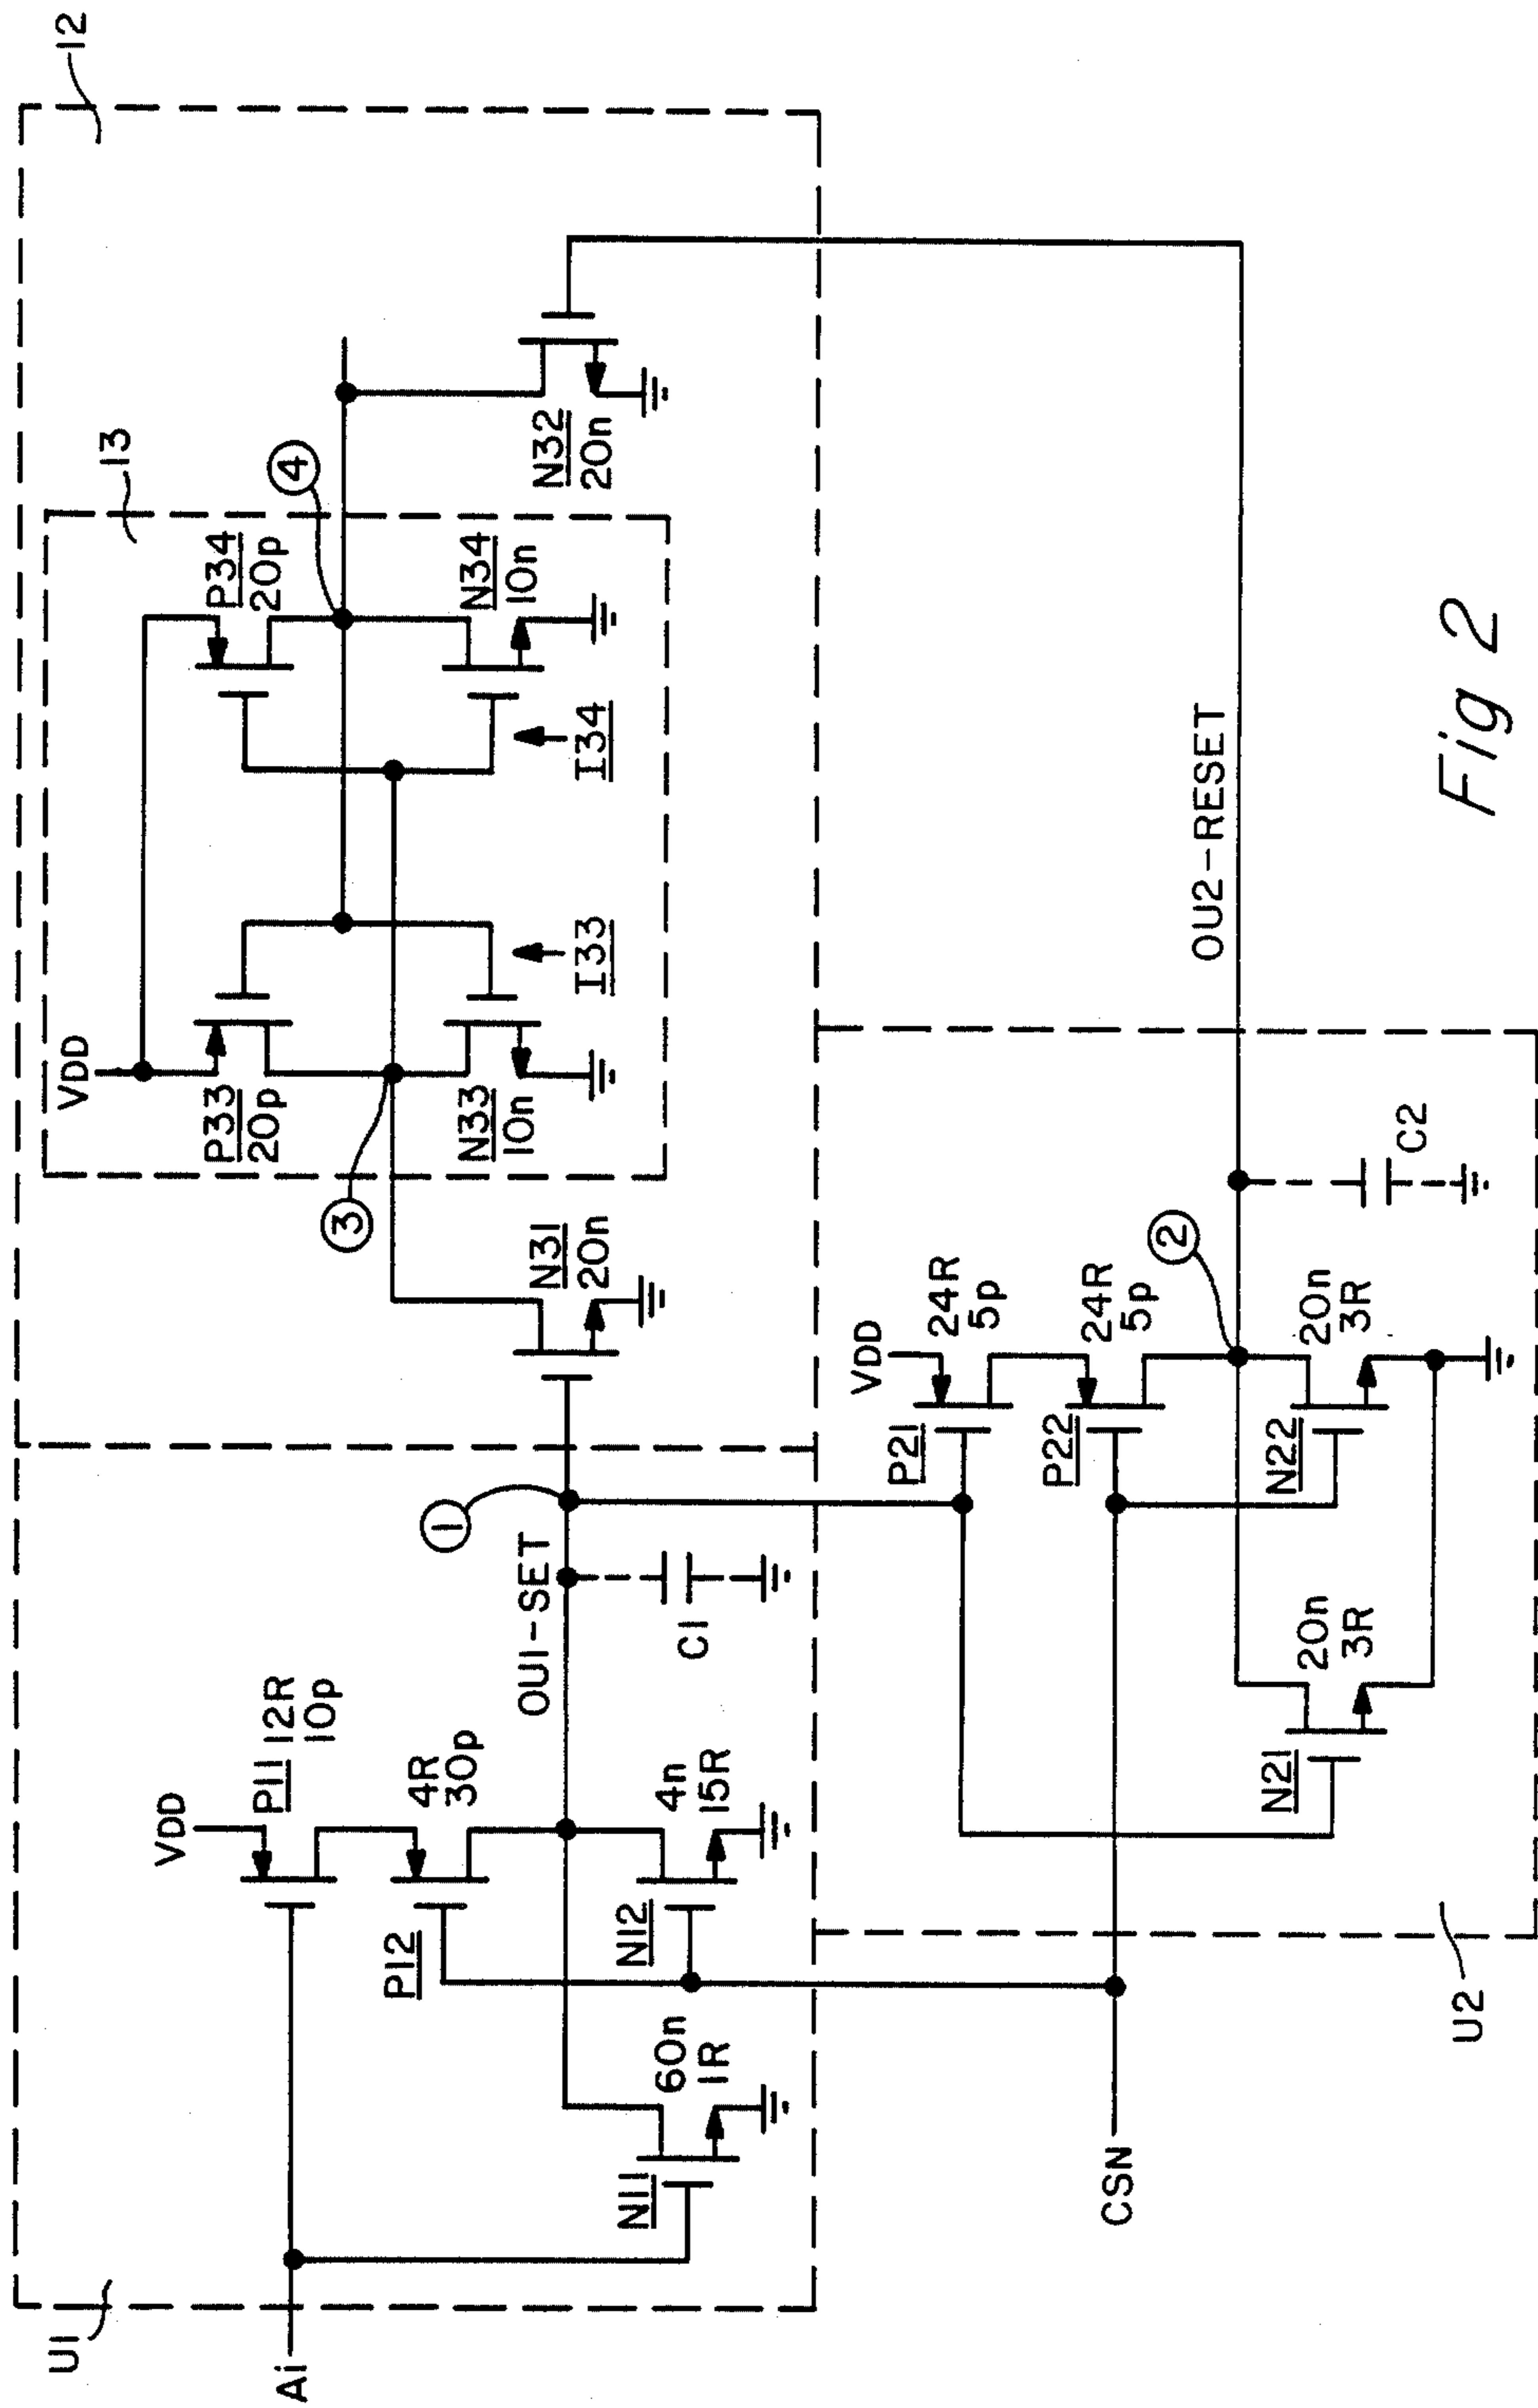 12
13
VDD
P33
20p
P34
20p
4
3
N33
10n
I33
N34
10n
I34
N31
20n
N32
20n
U1
Ai
VDD
P11
12R
10p
4R
30p
P12
OU1-SET
1
N11
60n
1R
N12
4n
15R
C1
VDD
P21
24R
5p
P22
24R
5p
2
OU2-RESET
CSN
N21
20n
3R
N22
20n
3R
C2
U2
Fig 2